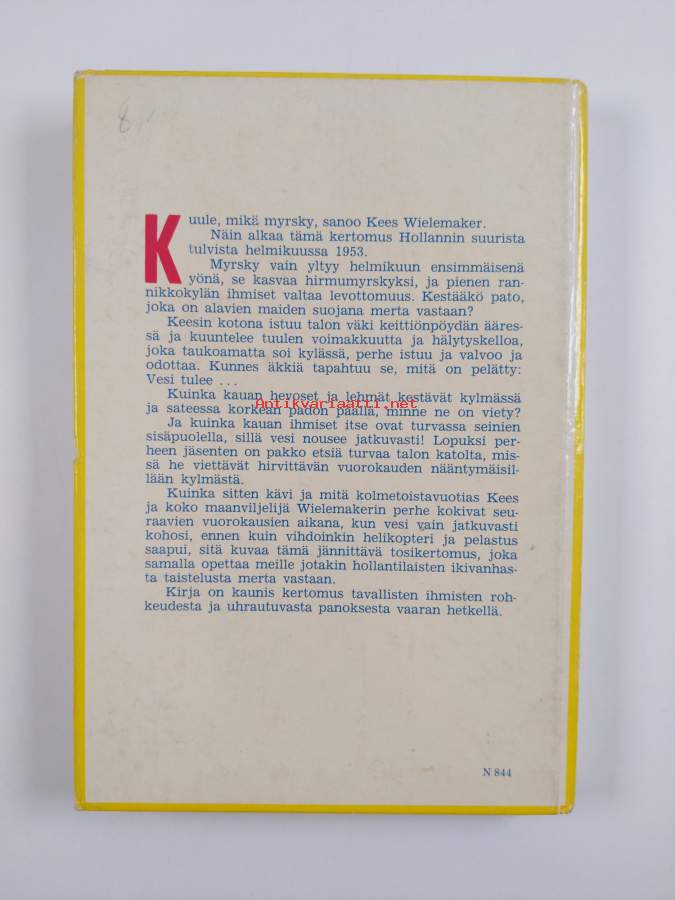 8,-
Kuule, mikä myrsky, sanoo Kees Wielemaker.
Näin alkaa tämä kertomus Hollannin suurista
tulvista helmikuussa 1953.
Myrsky vain yltyy helmikuun ensimmäisenä
yönä, se kasvaa hirmumyrskyksi, ja pienen ran-
nikkokylän ihmiset valtaa levottomuus. Kestääkö pato,
joka on alavien maiden suojana merta vastaan?
Keesin kotona istuu talon väki keittiönpöydän ääres-
sä ja kuuntelee tuulen voimakkuutta ja hälytyskelloa,
joka taukoamatta soi kylässä, perhe istuu ja valvoo ja
odottaa. Kunnes äkkiä tapahtuu se, mitä on pelätty:
Vesi tulee ...
Kuinka kauan hevoset ja lehmät kestävät kylmässä
Antikvariaatti.net
ja sateessa korkean padon päällä, minne ne on viety?
Ja kuinka kauan ihmiset itse ovat turvassa seinien
sisäpuolella, sillä vesi nousee jatkuvasti! Lopuksi per-
heen jäsenten on pakko etsiä turvaa talon katolta, mis-
sä he viettävät hirvittävän vuorokauden nääntymäisil-
lään kylmästä.
Kuinka sitten kävi ja mitä kolmetoistavuotias Kees
ja koko maanviljelijä Wielemakerin perhe kokivat seu-
raavien vuorokausien aikana, kun vesi vain jatkuvasti
kohosi, ennen kuin vihdoinkin helikopteri ja pelastus
saapui, sitä kuvaa tämä jännittävä tosikertomus, joka
samalla opettaa meille jotakin hollantilaisten ikivanhas-
ta taistelusta merta vastaan.
Kirja on kaunis kertomus tavallisten ihmisten roh-
keudesta ja uhrautuvasta panoksesta vaaran hetkellä.
N 844